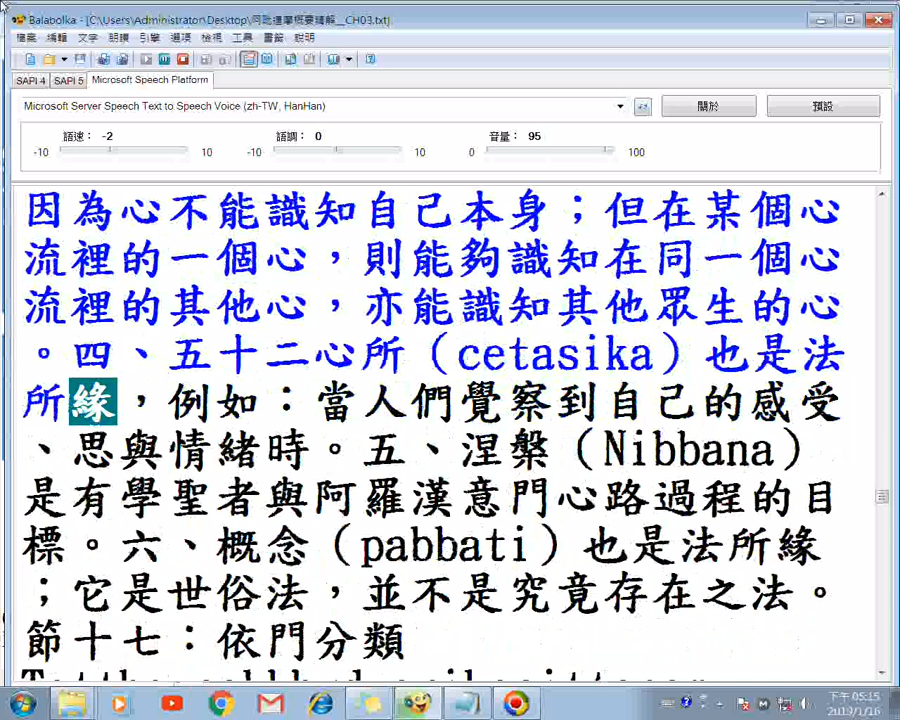 Balabolka - [C:\Users\Administrator\Desktop\阿毗達摩概要精解__CH03.txt]
檔案 編輯 文字 朗讀 引擎 選項 檢視 工具 書籤 說明
SAPI 4 SAPI 5 Microsoft Speech Platform
Microsoft Server Speech Text to Speech Voice (zh-TW, HanHan) 關於 預設
語速： -2 語調： 0 音量： 95
-10 10 -10 10 0 100
因為心不能識知自己本身；但在某個心
流裡的一個心，則能夠識知在同一個心
流裡的其他心，亦能識知其他眾生的心
。四、五十二心所（cetasika）也是法
所緣，例如：當人們覺察到自己的感受
、思與情緒時。五、涅槃（Nibbana）
是有學聖者與阿羅漢意門心路過程的目
標。六、概念（pabbati）也是法所緣
；它是世俗法，並不是究竟存在之法。
節十七：依門分類
下午 05:15
2019/1/16